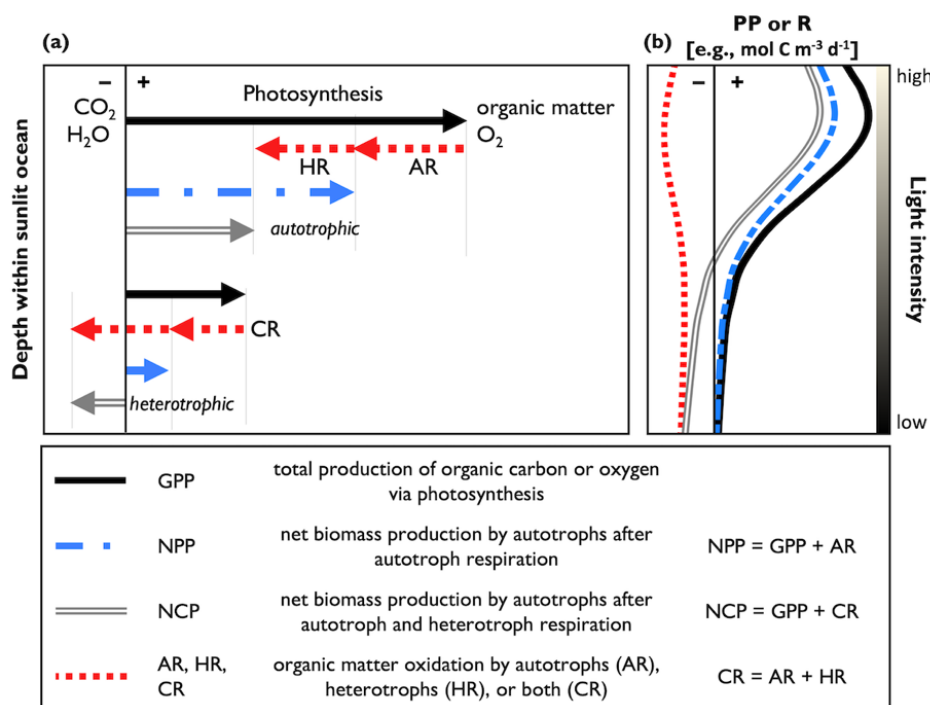 (a)
(b)
PP or R
[e.g., mol C m⁻³ d⁻¹]
− +
− +
high
Photosynthesis
CO₂
H₂O
organic matter
O₂
HR
AR
autotrophic
CR
heterotrophic
Depth within sunlit ocean
Light intensity
low
GPP
total production of organic carbon or oxygen
via photosynthesis
NPP
net biomass production by autotrophs after
autotroph respiration
NPP = GPP + AR
NCP
net biomass production by autotrophs after
autotroph and heterotroph respiration
NCP = GPP + CR
AR, HR,
CR
organic matter oxidation by autotrophs (AR),
heterotrophs (HR), or both (CR)
CR = AR + HR